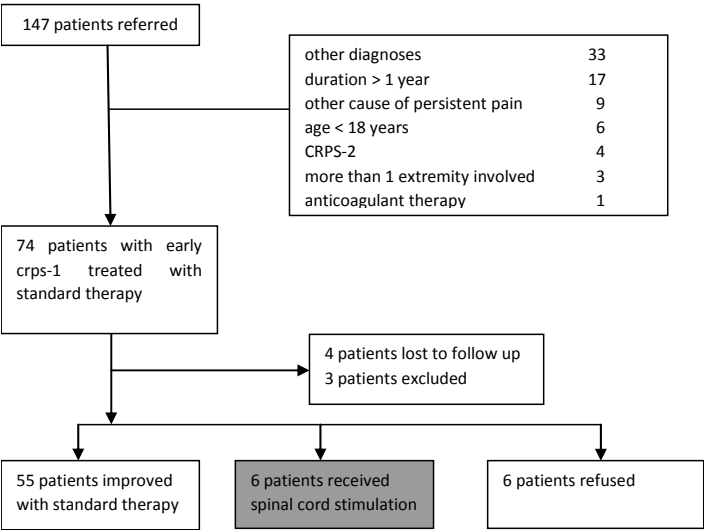 147 patients referred
other diagnoses 33
duration > 1 year 17
other cause of persistent pain 9
age < 18 years 6
CRPS-2 4
more than 1 extremity involved 3
anticoagulant therapy 1
74 patients with early
crps-1 treated with
standard therapy
4 patients lost to follow up
3 patients excluded
55 patients improved
with standard therapy
6 patients received
spinal cord stimulation
6 patients refused